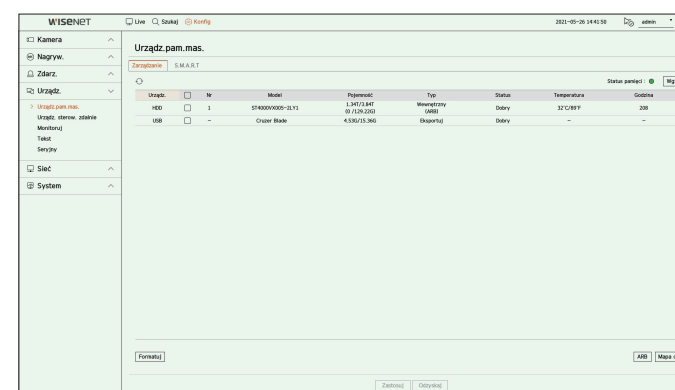 WISENET
Live Szukaj Konfig 2021-05-26 14:41:50 admin
Kamera
Nagryw.
Zdarz.
Urządz.
Urządz.pam.mas.
Urządz. sterow. zdalnie
Monitoruj
Tekst
Seryjny
Sieć
System
Urządz.pam.mas.
Zarządzanie S.M.A.R.T
Status pamięci : Wg
Urządz. Nr Model Pojemność Typ Status Temperatura Godzina
HDD 1 ST4000VX005-2LY1 1.34T/3.84T (0 /129.22G) Wewnętrzny (ARB) Dobry 32°C/89°F 208
USB – Cruzer Blade 4.53G/15.36G Eksportuj Dobry – –
Formatuj ARB Mapa
Zastosuj Odzyskaj